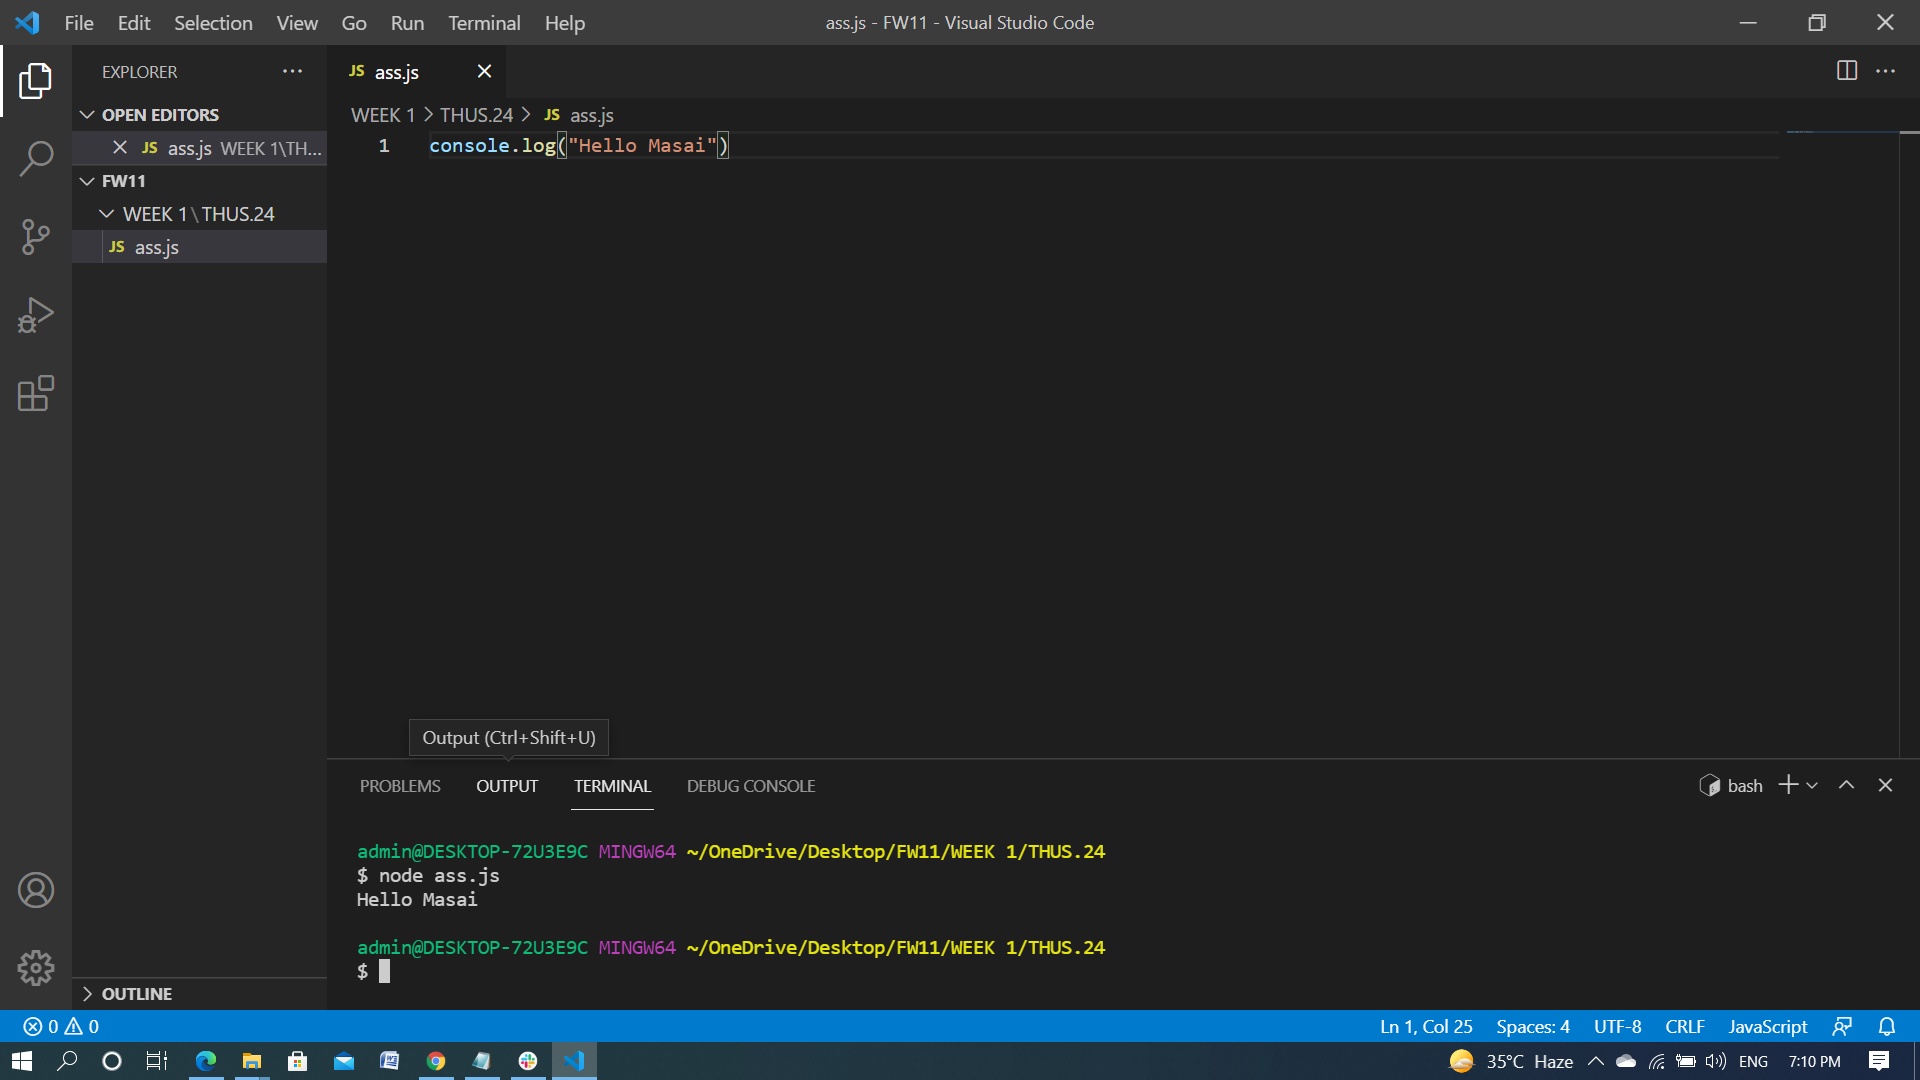 File Edit Selection View Go Run Terminal Help
ass.js - FW11 - Visual Studio Code
EXPLORER
OPEN EDITORS
JS ass.js WEEK 1\TH...
FW11
WEEK 1\THUS.24
JS ass.js
OUTLINE
JS ass.js
WEEK 1 > THUS.24 > JS ass.js
1 console.log("Hello Masai")
Output (Ctrl+Shift+U)
PROBLEMS OUTPUT TERMINAL DEBUG CONSOLE
bash
admin@DESKTOP-72U3E9C MINGW64 ~/OneDrive/Desktop/FW11/WEEK 1/THUS.24
$ node ass.js
Hello Masai
admin@DESKTOP-72U3E9C MINGW64 ~/OneDrive/Desktop/FW11/WEEK 1/THUS.24
$
0 0
Ln 1, Col 25 Spaces: 4 UTF-8 CRLF JavaScript
35°C Haze ENG 7:10 PM